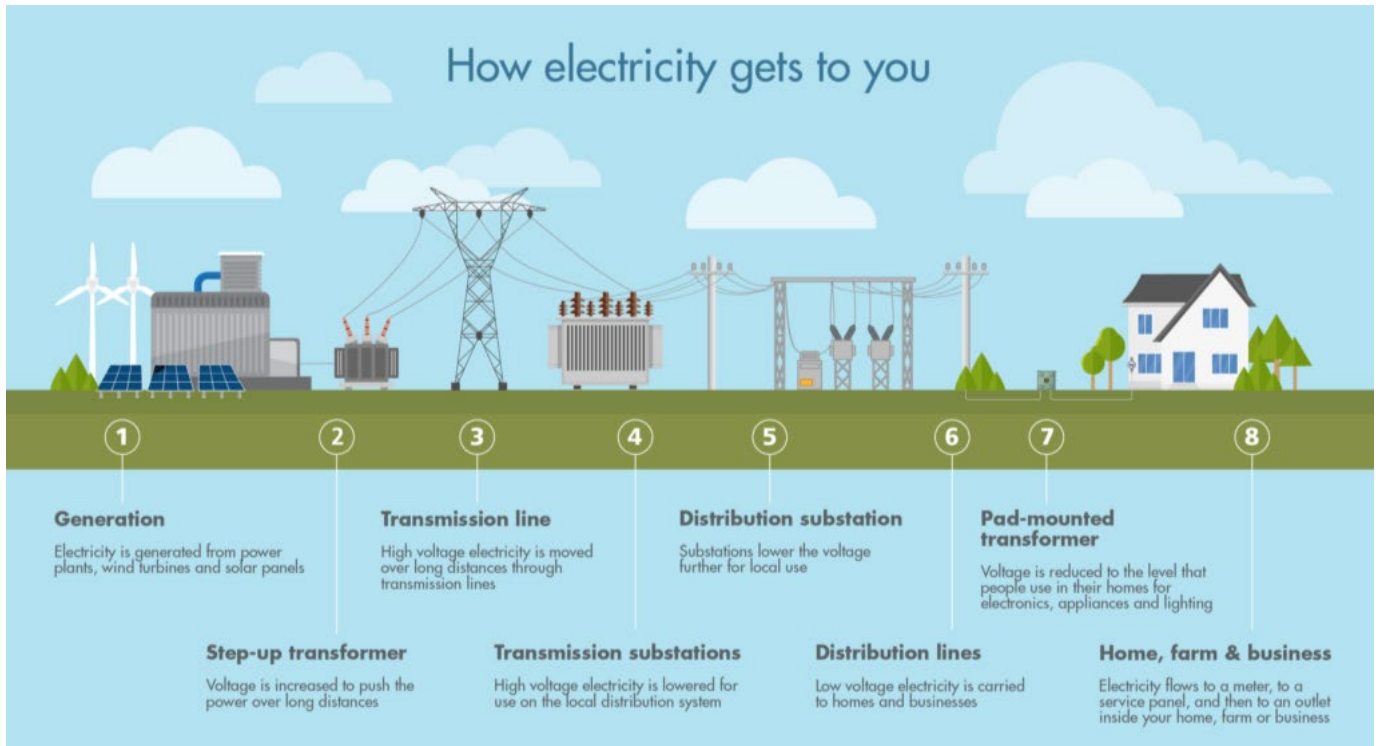 How electricity gets to you
1
2
3
4
5
6
7
8
Generation
Electricity is generated from power
plants, wind turbines and solar panels
Step-up transformer
Voltage is increased to push the
power over long distances
Transmission line
High voltage electricity is moved
over long distances through
transmission lines
Transmission substations
High voltage electricity is lowered for
use on the local distribution system
Distribution substation
Substations lower the voltage
further for local use
Distribution lines
Low voltage electricity is carried
to homes and businesses
Pad-mounted
transformer
Voltage is reduced to the level that
people use in their homes for
electronics, appliances and lighting
Home, farm & business
Electricity flows to a meter, to a
service panel, and then to an outlet
inside your home, farm or business